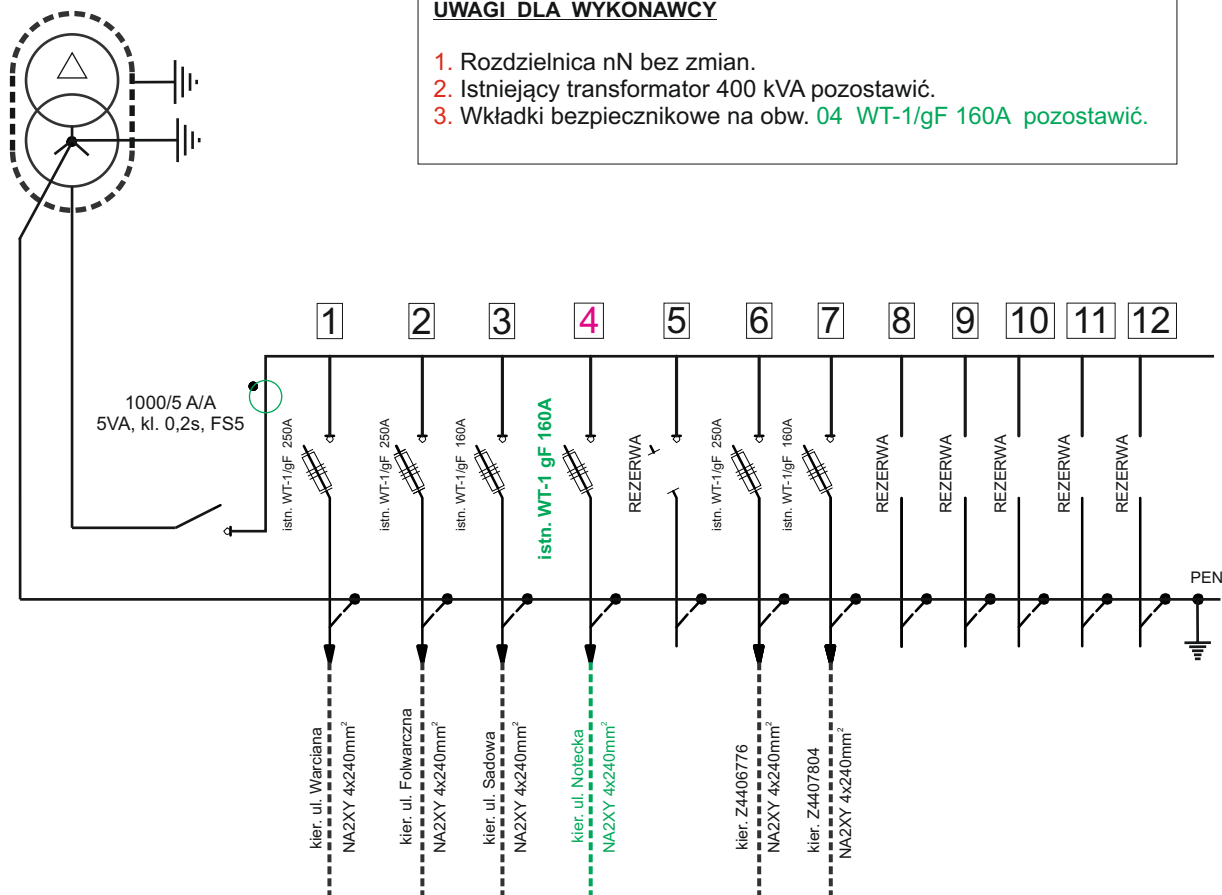 UWAGI DLA WYKONAWCY
1. Rozdzielnica nN bez zmian.
2. Istniejący transformator 400 kVA pozostawić.
3. Wkładki bezpiecznikowe na obw. 04 WT-1/gF 160A pozostawić.
1 2 3 4 5 6 7 8 9 10 11 12
1000/5 A/A
5VA, kl. 0,2s, FS5
istn. WT-1/gF 250A
istn. WT-1/gF 250A
istn. WT-1/gF 160A
istn. WT-1 gF 160A
REZERWA
istn. WT-1/gF 250A
istn. WT-1/gF 160A
REZERWA
REZERWA
REZERWA
REZERWA
REZERWA
PEN
kier. ul. Warciana
NA2XY 4x240mm²
kier. ul. Folwarczna
NA2XY 4x240mm²
kier. ul. Sadowa
NA2XY 4x240mm²
kier. ul. Notecka
NA2XY 4x240mm²
kier. Z4406776
NA2XY 4x240mm²
kier. Z4407804
NA2XY 4x240mm²